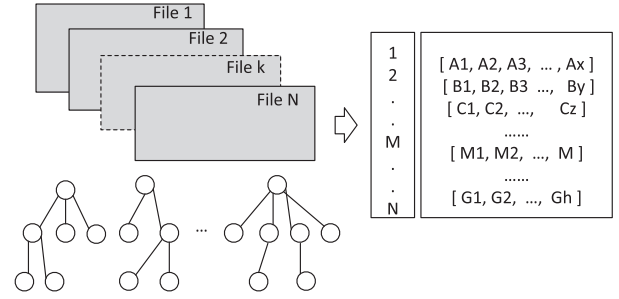 File 1
File 2
File k
File N
1
2
.
.
M
.
.
N
[ A1, A2, A3, ... , Ax ]
[ B1, B2, B3 ..., By ]
[ C1, C2, ..., Cz ]
......
[ M1, M2, ..., M ]
......
[ G1, G2, ..., Gh ]
...